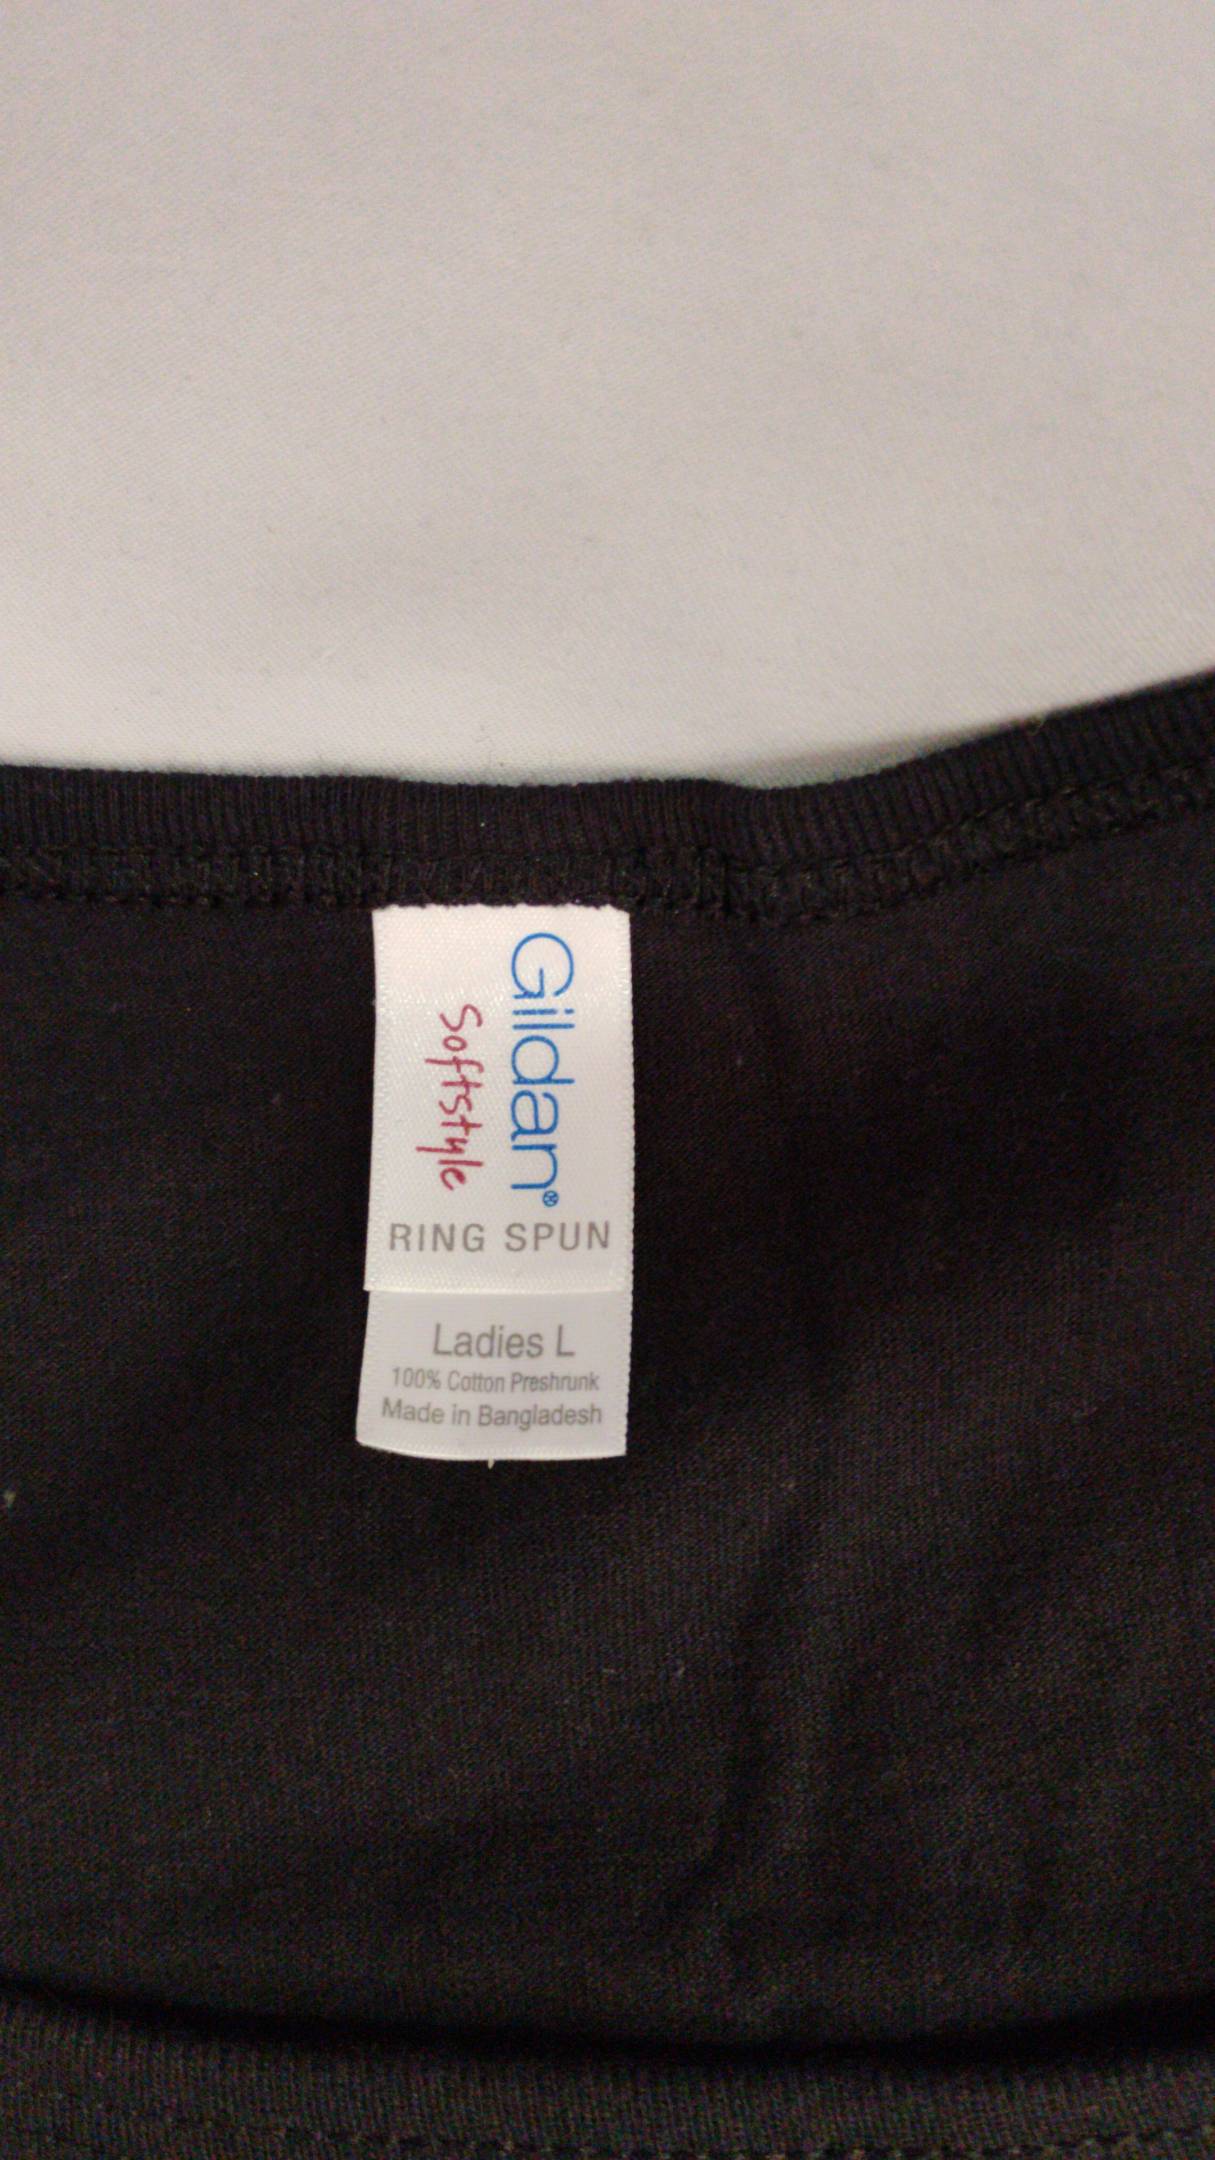 Gildan®
Softstyle
RING SPUN
Ladies L
100% Cotton Preshrunk
Made in Bangladesh